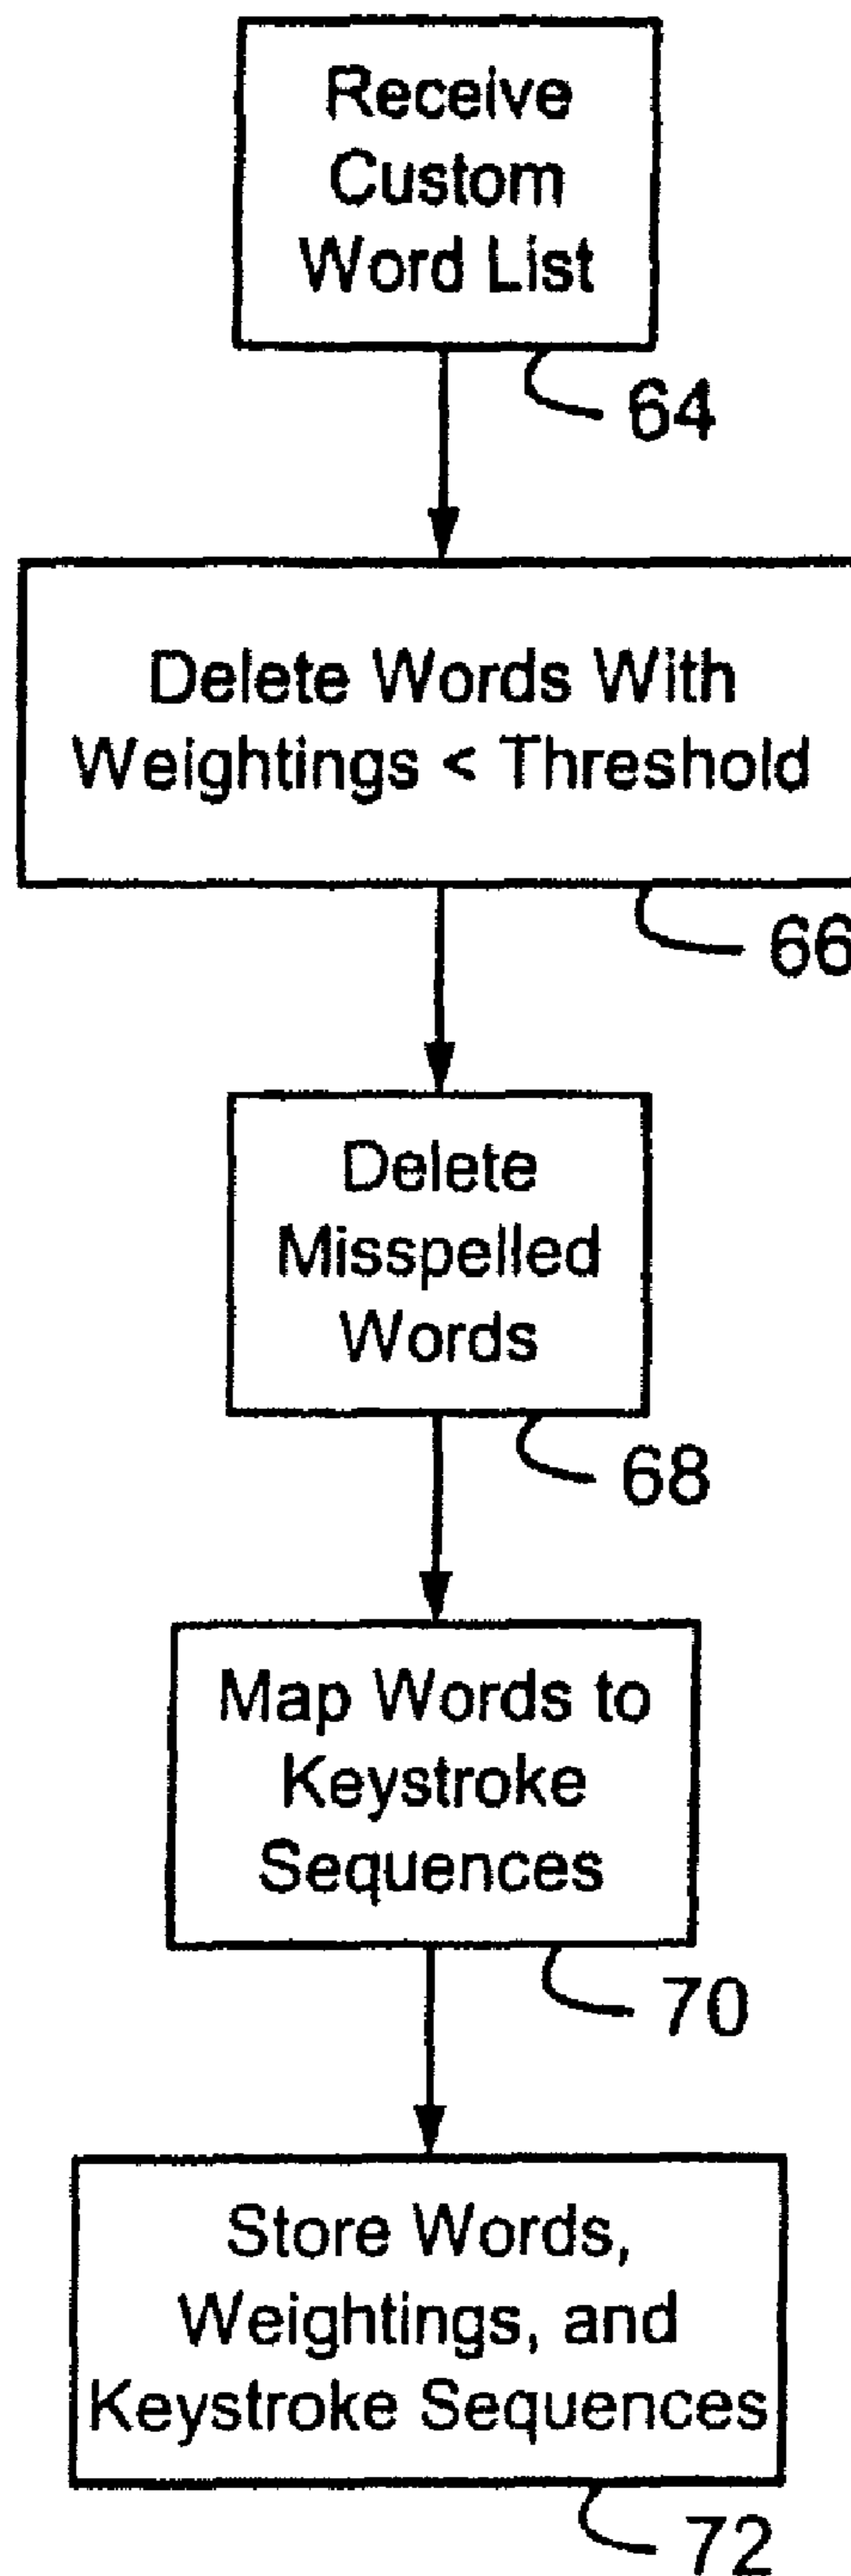 Receive
Custom
Word List
64
Delete Words With
Weightings < Threshold
66
Delete
Misspelled
Words
68
Map Words to
Keystroke
Sequences
70
Store Words,
Weightings, and
Keystroke Sequences
72